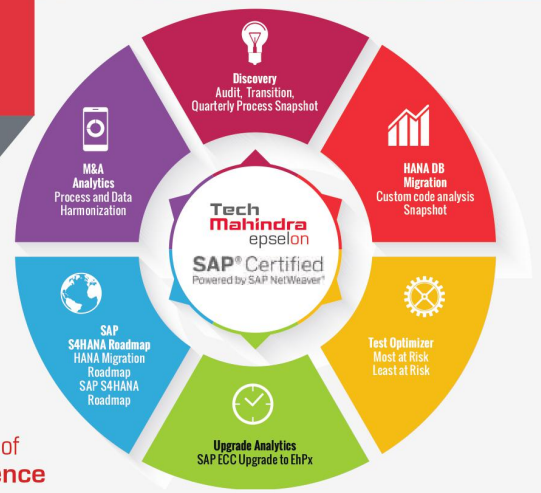 Discovery
Audit, Transition,
Quarterly Process Snapshot
HANA DB
Migration
Custom code analysis
Snapshot
Test Optimizer
Most at Risk
Least at Risk
Upgrade Analytics
SAP ECC Upgrade to EhPx
SAP
S4HANA Roadmap
HANA Migration
Roadmap
SAP S4HANA
Roadmap
M&A
Analytics
Process and Data
Harmonization
Tech
Mahindra
epselon
SAP® Certified
Powered by SAP NetWeaver®
of
ence